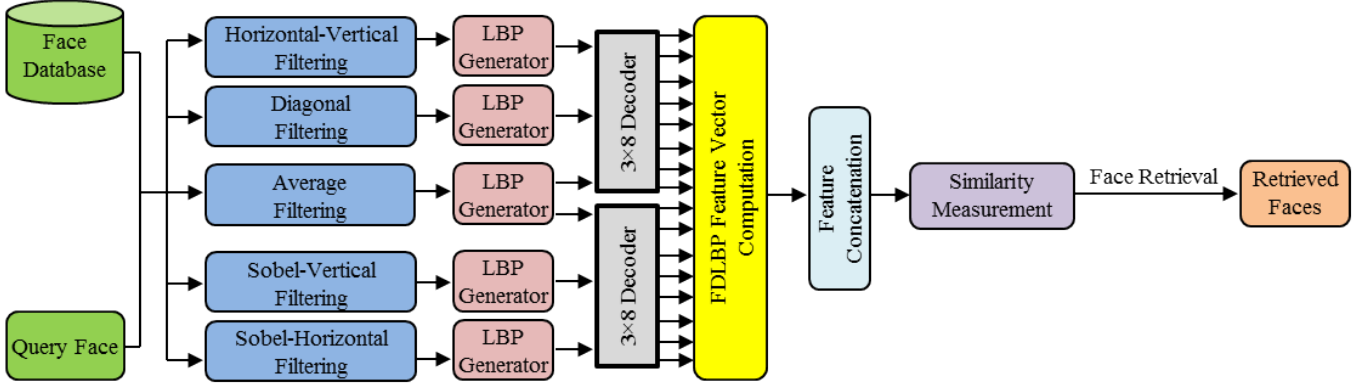 Face
Database
Query Face
Horizontal-Vertical
Filtering
Diagonal
Filtering
Average
Filtering
Sobel-Vertical
Filtering
Sobel-Horizontal
Filtering
LBP
Generator
LBP
Generator
LBP
Generator
LBP
Generator
LBP
Generator
3×8 Decoder
3×8 Decoder
FDLBP Feature Vector
Computation
Feature
Concatenation
Similarity
Measurement
Face Retrieval
Retrieved
Faces